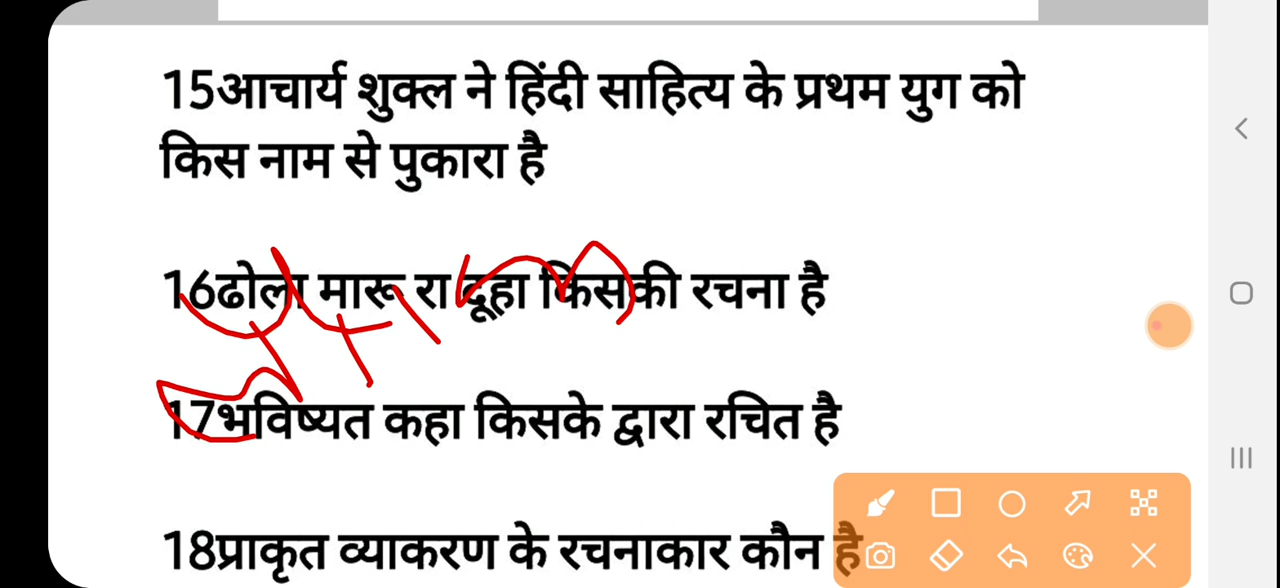 15आचार्य शुक्ल ने हिंदी साहित्य के प्रथम युग को
किस नाम से पुकारा है
16ढोला मारू रा दूहा किसकी रचना है
17भविष्यत कहा किसके द्वारा रचित है
18प्राकृत व्याकरण के रचनाकार कौन है